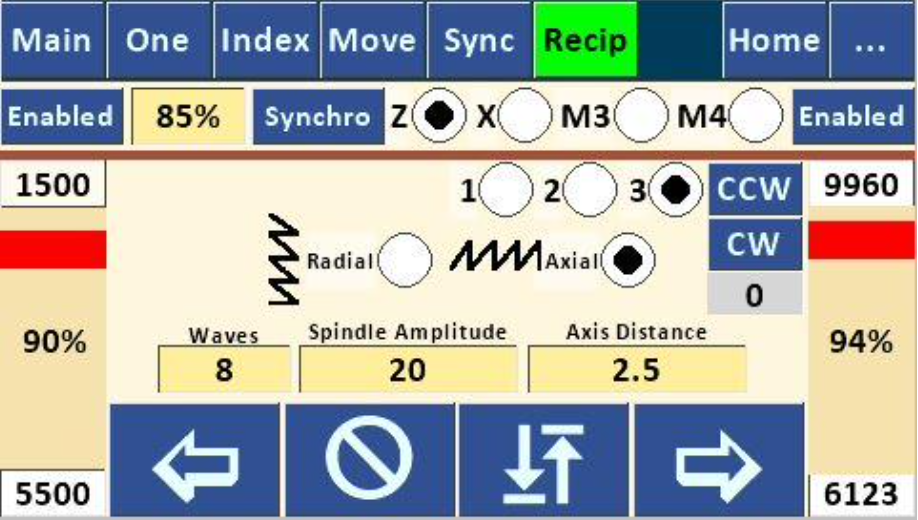 Main One Index Move Sync Recip Home ...
Enabled 85% Synchro Z X M3 M4 Enabled
1500 1 2 3 CCW 9960
Radial Axial CW
0
90% 94%
Waves Spindle Amplitude Axis Distance
8 20 2.5
5500 6123